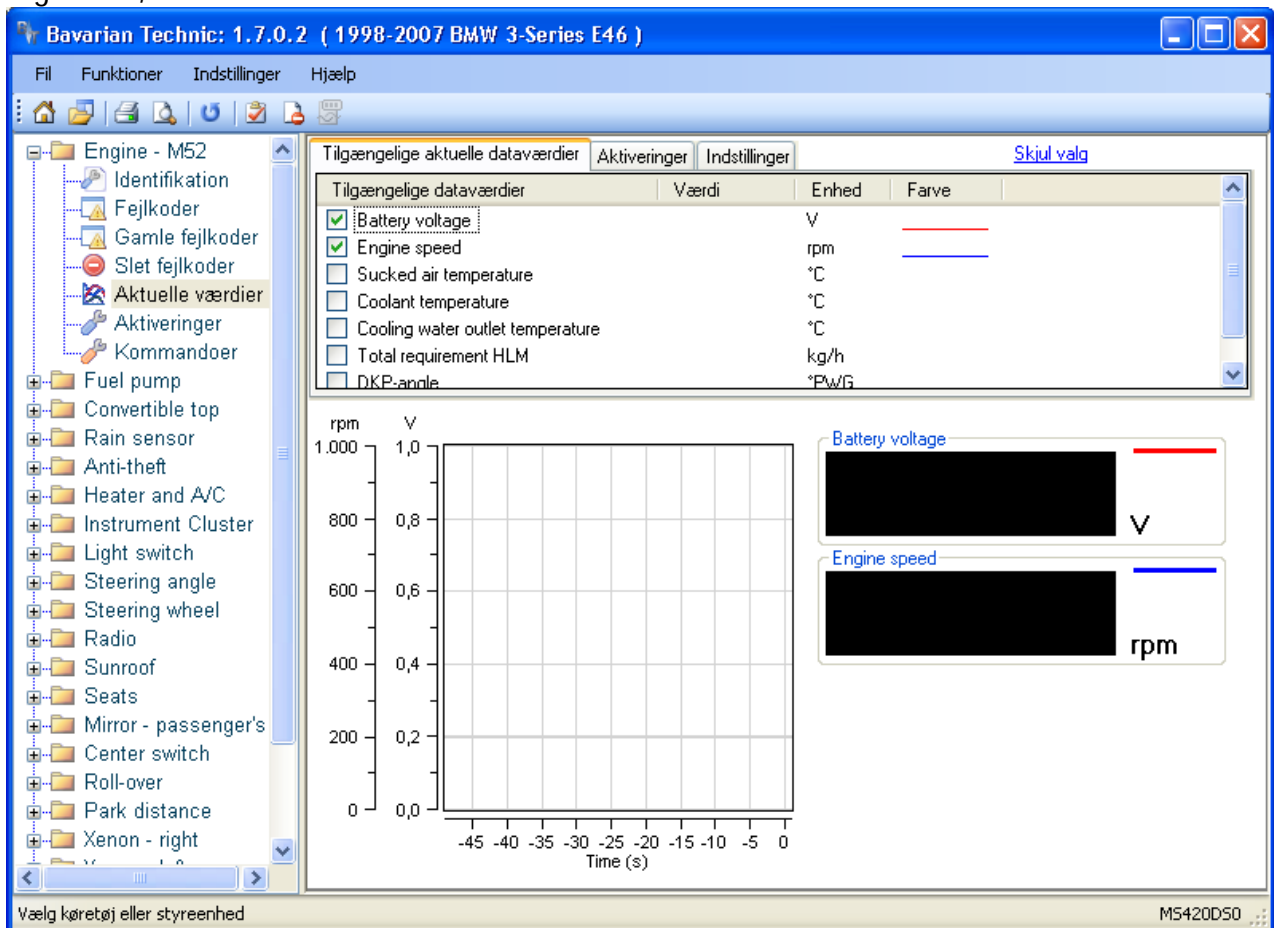 Bavarian Technic: 1.7.0.2 ( 1998-2007 BMW 3-Series E46 )
Fil Funktioner Indstillinger Hjælp
Engine - M52
Identifikation
Fejlkoder
Gamle fejlkoder
Slet fejlkoder
Aktuelle værdier
Aktiveringer
Kommandoer
Fuel pump
Convertible top
Rain sensor
Anti-theft
Heater and A/C
Instrument Cluster
Light switch
Steering angle
Steering wheel
Radio
Sunroof
Seats
Mirror - passenger's
Center switch
Roll-over
Park distance
Xenon - right
Tilgængelige aktuelle dataværdier Aktiveringer Indstillinger Skjul valg
Tilgængelige dataværdier Værdi Enhed Farve
Battery voltage V
Engine speed rpm
Sucked air temperature °C
Coolant temperature °C
Cooling water outlet temperature °C
Total requirement HLM kg/h
DKP-angle °PWG
rpm V
1.000 1,0
800 0,8
600 0,6
400 0,4
200 0,2
0 0,0
-45 -40 -35 -30 -25 -20 -15 -10 -5 0
Time (s)
Battery voltage
V
Engine speed
rpm
Vælg køretøj eller styreenhed MS420DS0